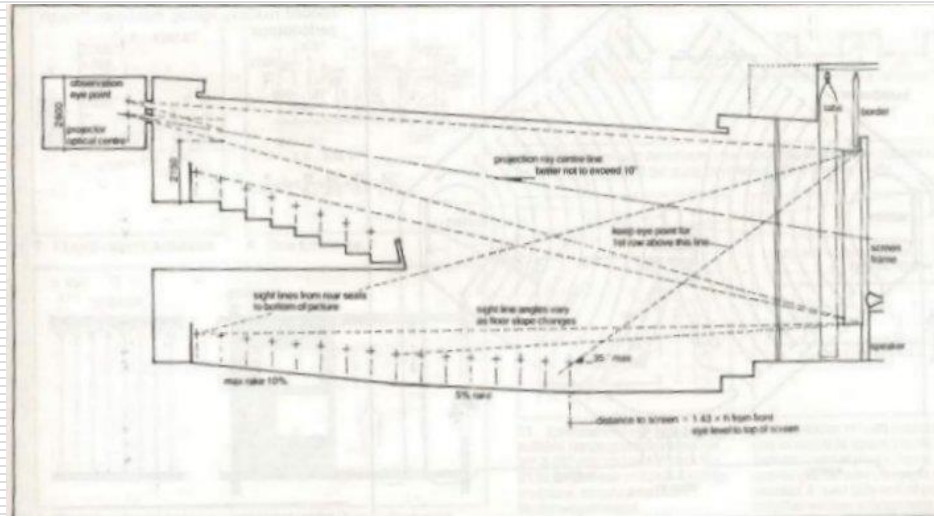 observation
eye point
2600
projector
optical centre
2150
tabs
border
projection ray centre line
better not to exceed 10°
keep eye point for
1st row above this line
screen
frame
sight lines from rear seats
to bottom of picture
sight line angles vary
as floor slope changes
speaker
35° max
max rake 10%
5% rake
distance to screen = 1.43 × h from front
eye level to top of screen